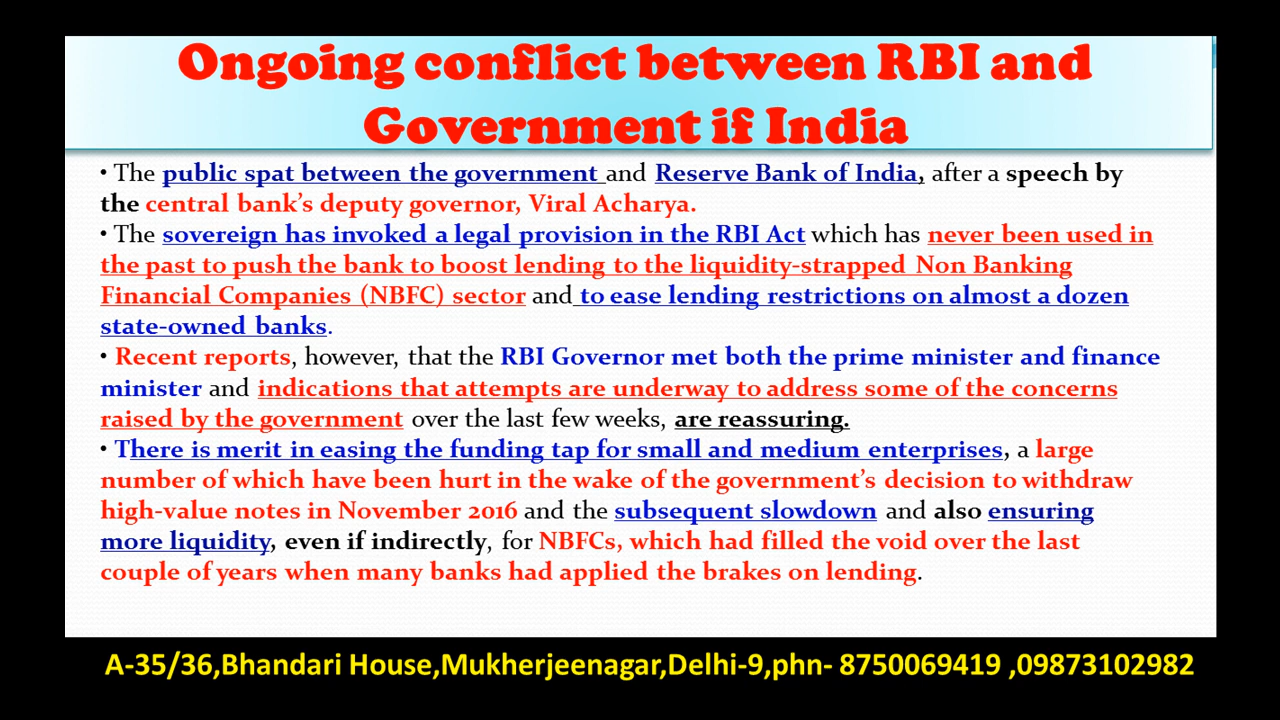 Ongoing conflict between RBI and
Government if India
• The public spat between the government and Reserve Bank of India, after a speech by
the central bank's deputy governor, Viral Acharya.
• The sovereign has invoked a legal provision in the RBI Act which has never been used in
the past to push the bank to boost lending to the liquidity-strapped Non Banking
Financial Companies (NBFC) sector and to ease lending restrictions on almost a dozen
state-owned banks.
• Recent reports, however, that the RBI Governor met both the prime minister and finance
minister and indications that attempts are underway to address some of the concerns
raised by the government over the last few weeks, are reassuring.
• There is merit in easing the funding tap for small and medium enterprises, a large
number of which have been hurt in the wake of the government's decision to withdraw
high-value notes in November 2016 and the subsequent slowdown and also ensuring
more liquidity, even if indirectly, for NBFCs, which had filled the void over the last
couple of years when many banks had applied the brakes on lending.
A-35/36,Bhandari House,Mukherjeenagar,Delhi-9,phn- 8750069419 ,09873102982